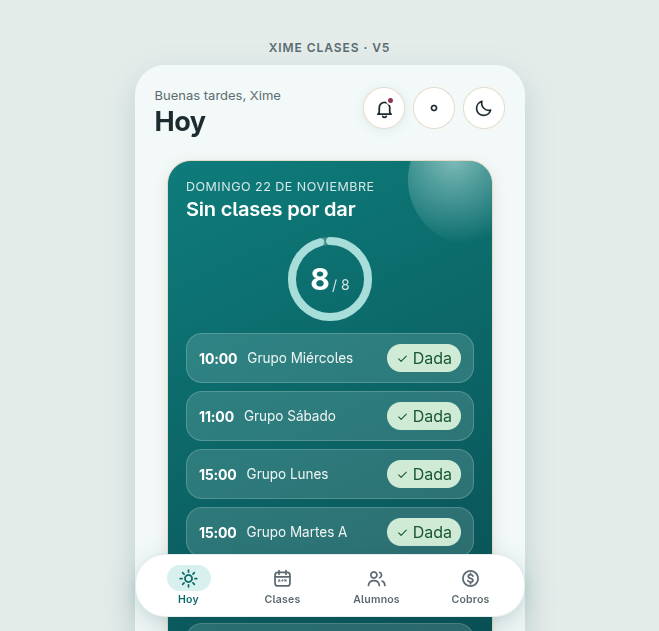 XIME CLASES · V5
Buenas tardes, Xime
Hoy
DOMINGO 22 DE NOVIEMBRE
Sin clases por dar
8 / 8
10:00 Grupo Miércoles ✓ Dada
11:00 Grupo Sábado ✓ Dada
15:00 Grupo Lunes ✓ Dada
15:00 Grupo Martes A ✓ Dada
Hoy Clases Alumnos Cobros